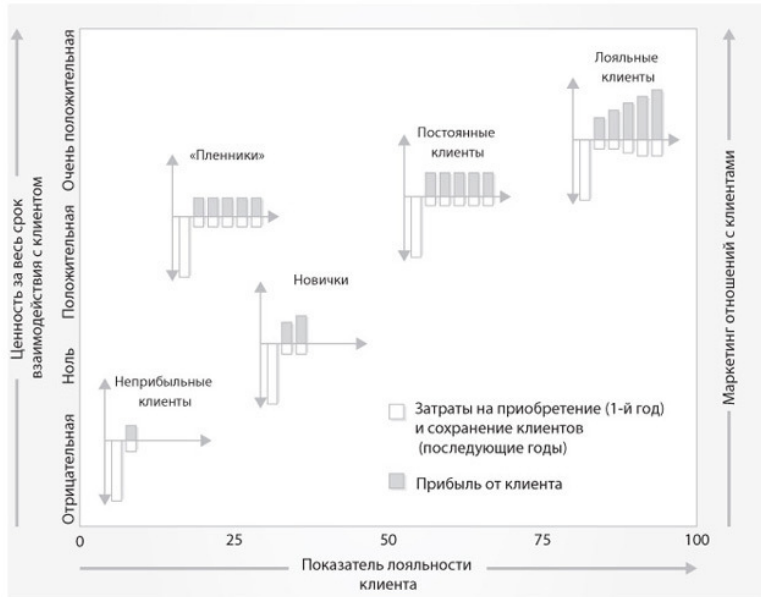 Ценность за весь срок
взаимодействия с клиентом
Очень положительная
Положительная
Ноль
Отрицательная
Лояльные
клиенты
Постоянные
клиенты
«Пленники»
Новички
Неприбыльные
клиенты
Затраты на приобретение (1-й год)
и сохранение клиентов
(последующие годы)
Прибыль от клиента
Маркетинг отношений с клиентами
0
25
50
75
100
Показатель лояльности
клиента